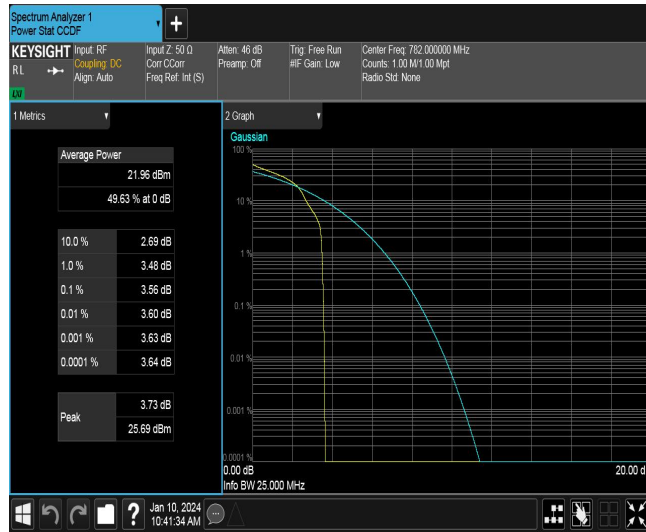 Spectrum Analyzer 1
Power Stat CCDF
+
KEYSIGHT
RL
LXI
Input: RF
Coupling: DC
Align: Auto
Input Z: 50 Ω
Corr CCorr
Freq Ref: Int (S)
Atten: 46 dB
Preamp: Off
Trig: Free Run
#IF Gain: Low
Center Freq: 782.000000 MHz
Counts: 1.00 M/1.00 Mpt
Radio Std: None
1 Metrics
Average Power
21.96 dBm
49.63 % at 0 dB
10.0 % 2.69 dB
1.0 % 3.48 dB
0.1 % 3.56 dB
0.01 % 3.60 dB
0.001 % 3.63 dB
0.0001 % 3.64 dB
Peak
3.73 dB
25.69 dBm
2 Graph
Gaussian
100 %
10 %
1 %
0.1 %
0.01 %
0.001 %
0.0001 %
0.00 dB
20.00 d
Info BW 25.000 MHz
?
Jan 10, 2024
10:41:34 AM